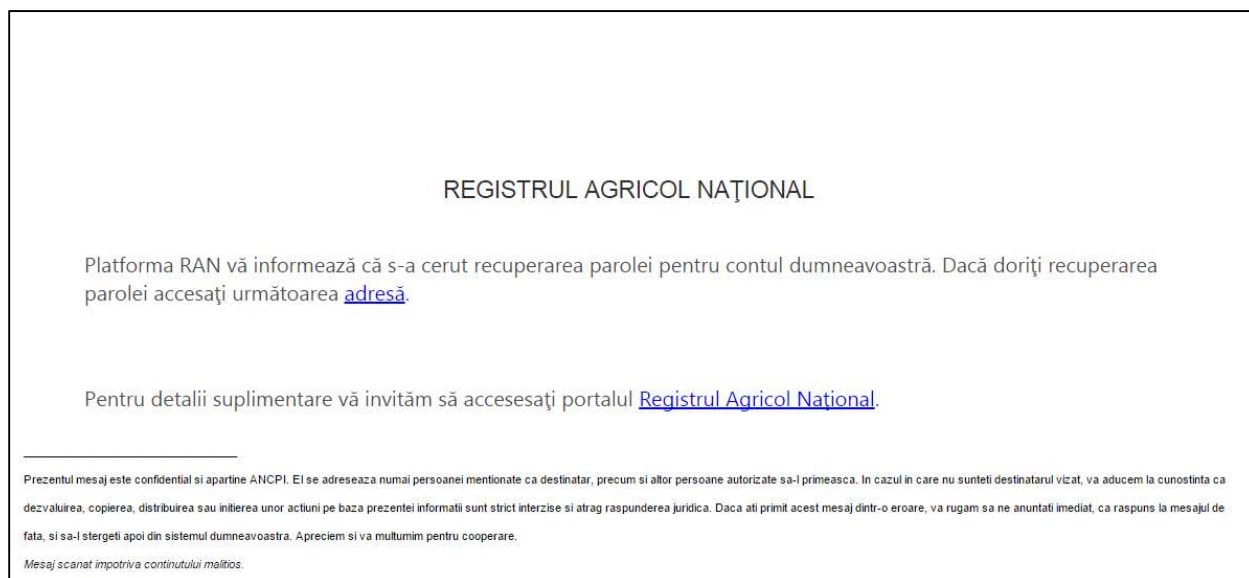 REGISTRUL AGRICOL NAŢIONAL
Platforma RAN vă informează că s-a cerut recuperarea parolei pentru contul dumneavoastră. Dacă doriţi recuperarea
parolei accesaţi următoarea adresă.
Pentru detalii suplimentare vă invităm să accesesaţi portalul Registrul Agricol Naţional.
Prezentul mesaj este confidential si apartine ANCPI. El se adreseaza numai persoanei mentionate ca destinatar, precum si altor persoane autorizate sa-l primeasca. In cazul in care nu sunteti destinatarul vizat, va aducem la cunostinta ca
dezvaluirea, copierea, distribuirea sau initierea unor actiuni pe baza prezentei informatii sunt strict interzise si atrag raspunderea juridica. Daca ati primit acest mesaj dintr-o eroare, va rugam sa ne anuntati imediat, ca raspuns la mesajul de
fata, si sa-l stergeti apoi din sistemul dumneavoastra. Apreciem si va multumim pentru cooperare.
Mesaj scanat impotriva continutului malitios.